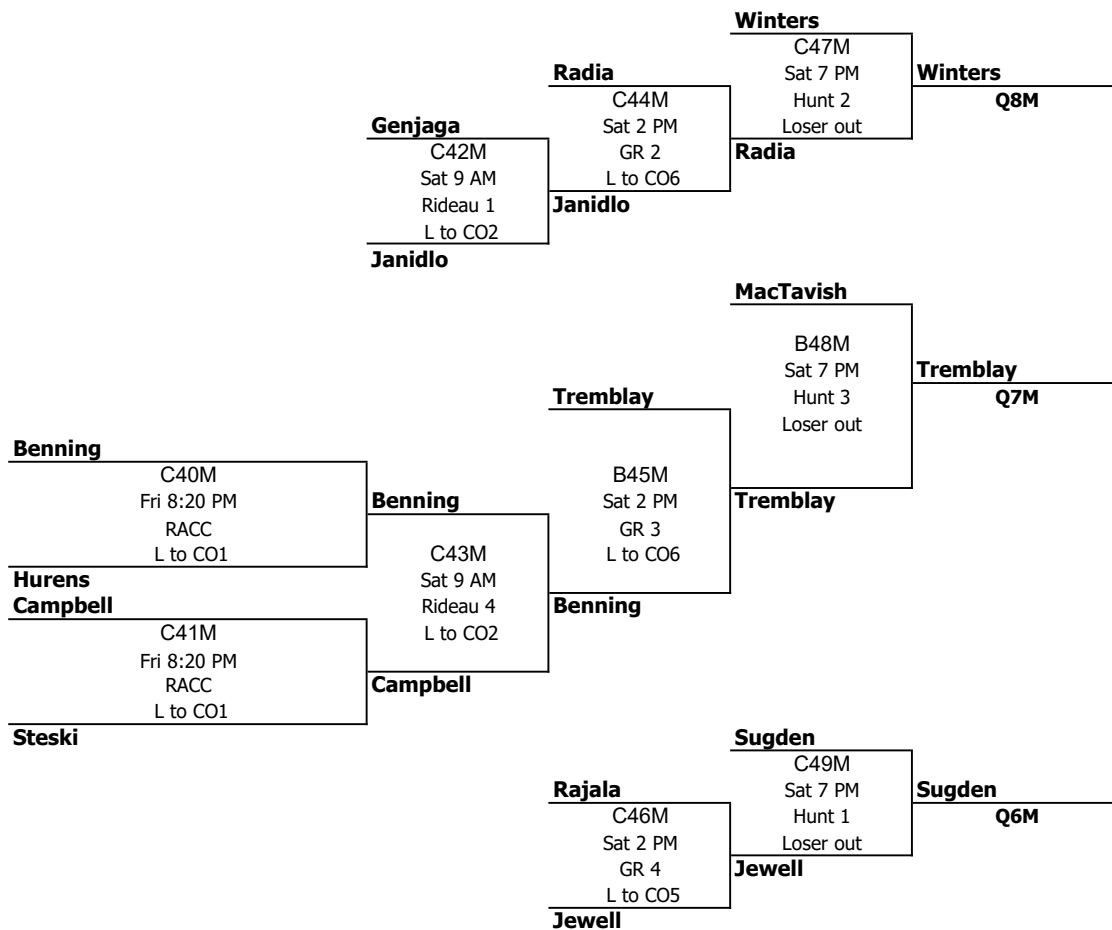 Winters
C47M
Sat 7 PM
Hunt 2
Loser out
Winters
Q8M
Radia
C44M
Sat 2 PM
GR 2
L to CO6
Radia
Genjaga
C42M
Sat 9 AM
Rideau 1
L to CO2
Janidlo
Janidlo
MacTavish
B48M
Sat 7 PM
Hunt 3
Loser out
Tremblay
Q7M
Tremblay
B45M
Sat 2 PM
GR 3
L to CO6
Tremblay
Benning
C40M
Fri 8:20 PM
RACC
L to CO1
Hurens
Benning
C43M
Sat 9 AM
Rideau 4
L to CO2
Benning
Campbell
C41M
Fri 8:20 PM
RACC
L to CO1
Steski
Campbell
Sugden
C49M
Sat 7 PM
Hunt 1
Loser out
Sugden
Q6M
Rajala
C46M
Sat 2 PM
GR 4
L to CO5
Jewell
Jewell